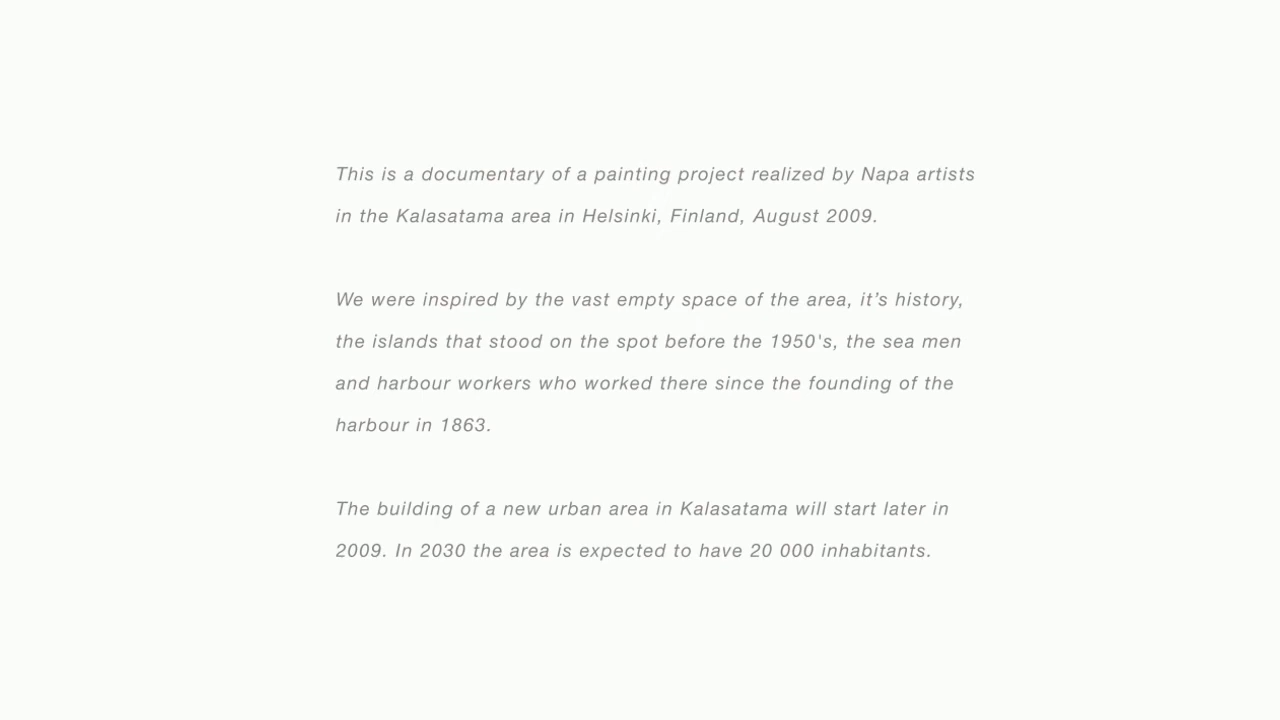 This is a documentary of a painting project realized by Napa artists
in the Kalasatama area in Helsinki, Finland, August 2009.
We were inspired by the vast empty space of the area, it’s history,
the islands that stood on the spot before the 1950's, the sea men
and harbour workers who worked there since the founding of the
harbour in 1863.
The building of a new urban area in Kalasatama will start later in
2009. In 2030 the area is expected to have 20 000 inhabitants.